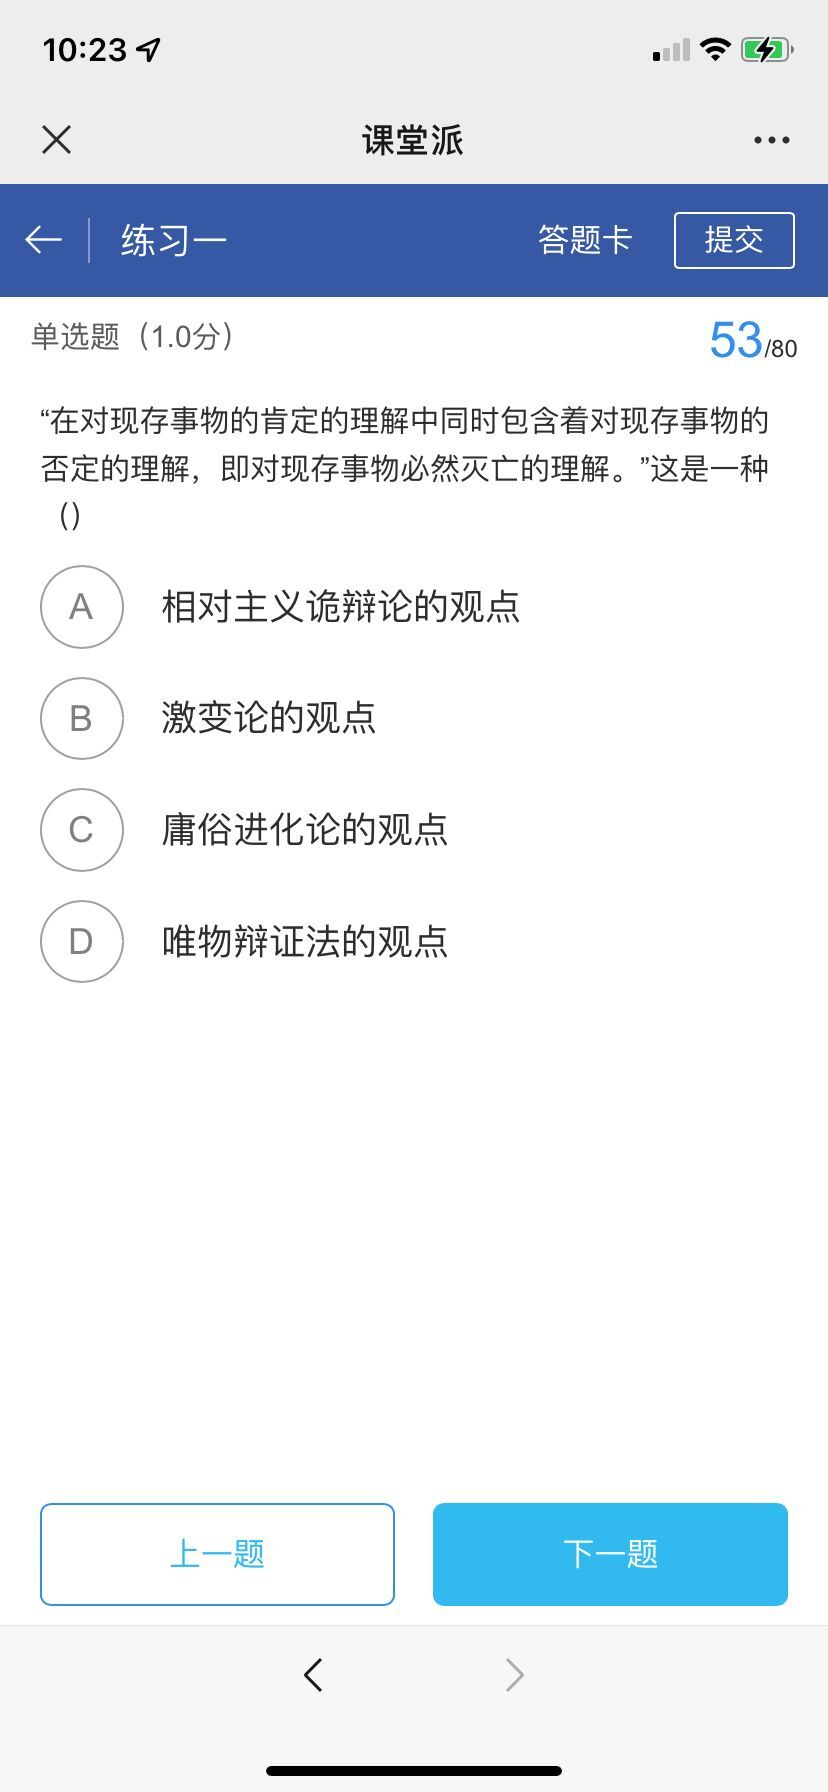 10:23
课堂派
练习一
答题卡
提交
单选题（1.0分）
53/80
“在对现存事物的肯定的理解中同时包含着对现存事物的
否定的理解，即对现存事物必然灭亡的理解。”这是一种
（）
A 相对主义诡辩论的观点
B 激变论的观点
C 庸俗进化论的观点
D 唯物辩证法的观点
上一题
下一题